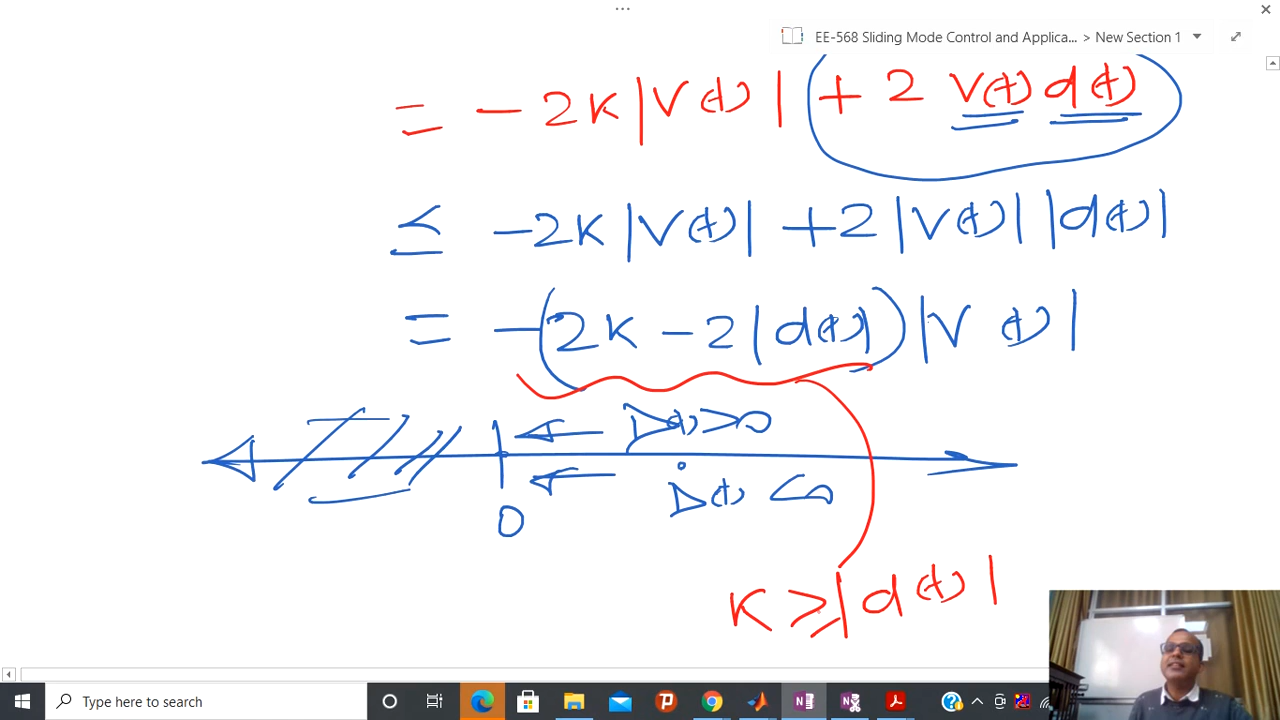 EE-568 Sliding Mode Control and Applica... > New Section 1
= - 2K|V(t)| + 2 V(t) d(t)
≤ -2K|V(t)| + 2|V(t)| |d(t)|
= -(2K - 2|d(t)|)|V(t)|
D(t) > 0
Ḋ(t) < 0
0
K ≥ |d(t)|
Type here to search